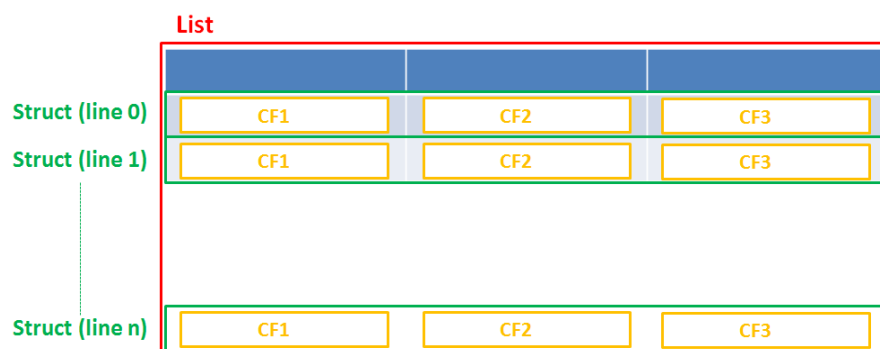 List
Struct (line 0) CF1 CF2 CF3
Struct (line 1) CF1 CF2 CF3
Struct (line n) CF1 CF2 CF3